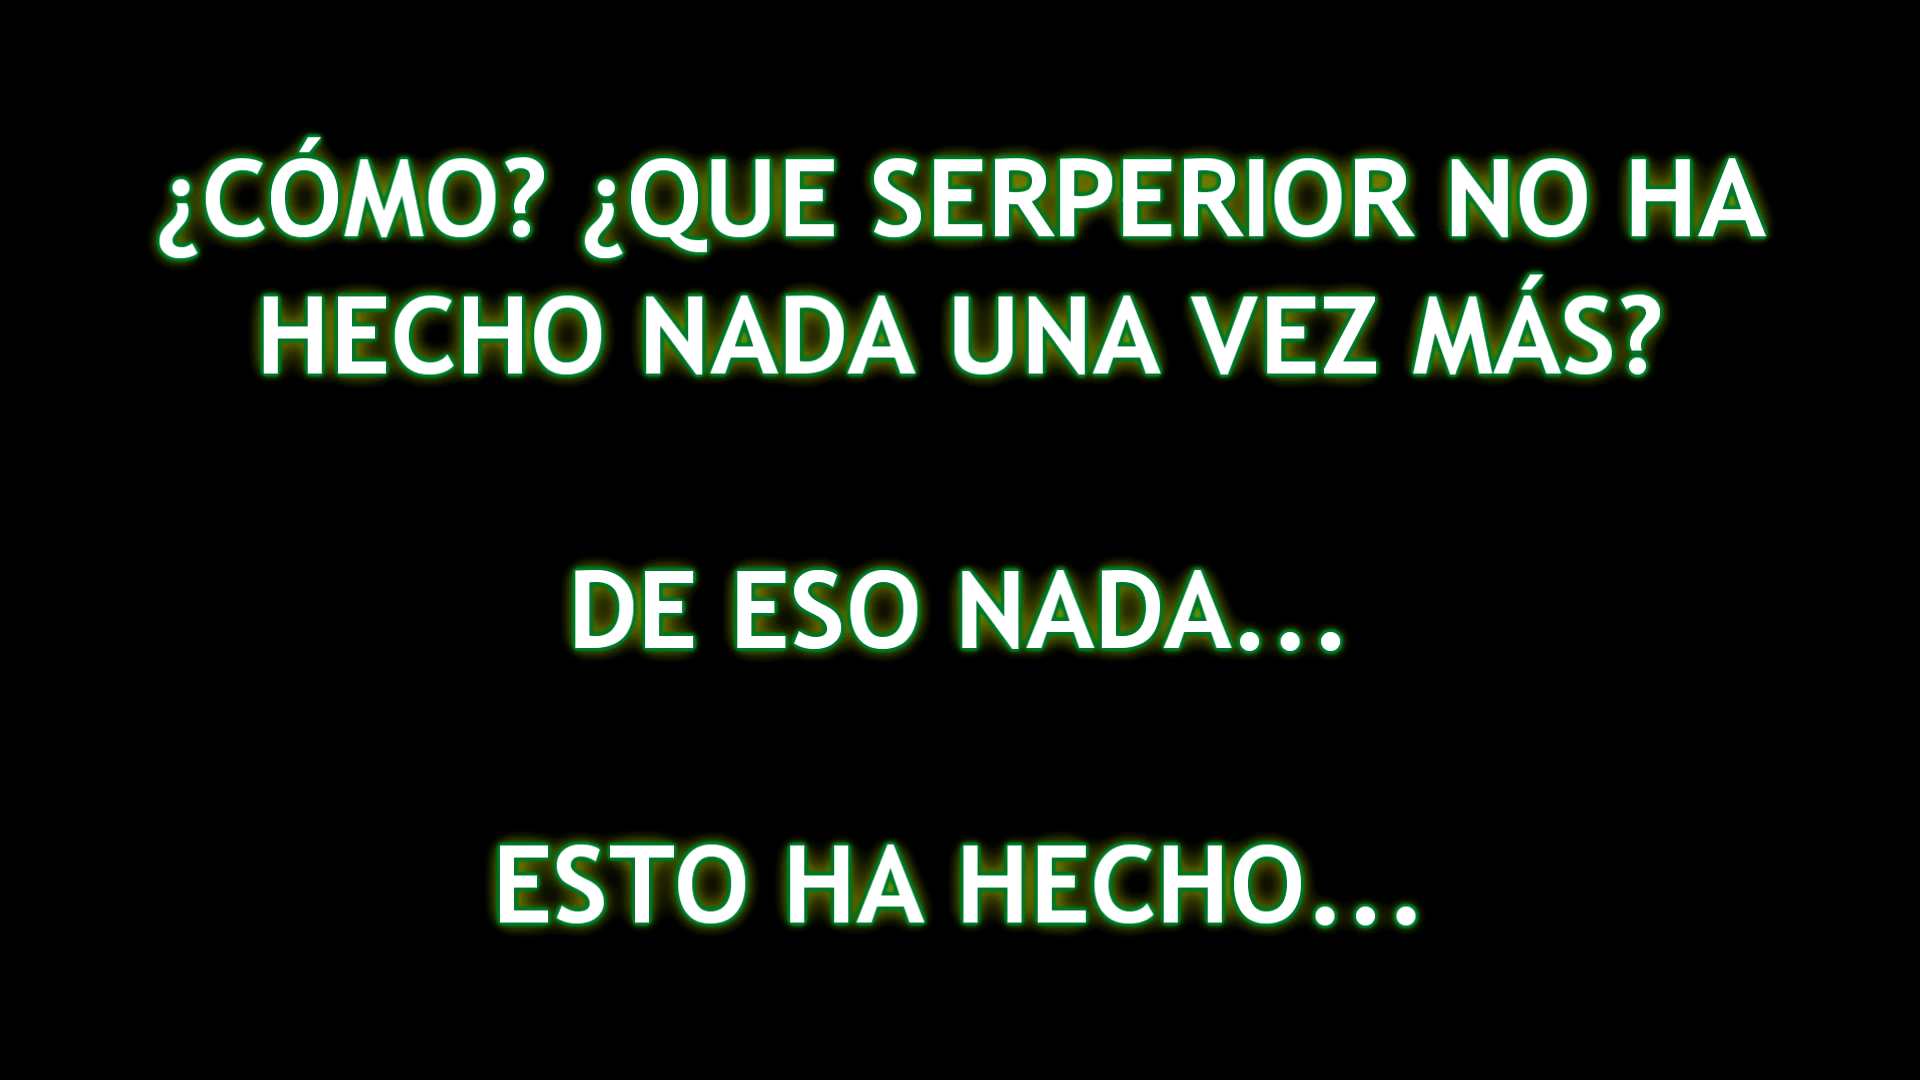 ¿CÓMO? ¿QUE SERPERIOR NO HA
HECHO NADA UNA VEZ MÁS?
DE ESO NADA...
ESTO HA HECHO...